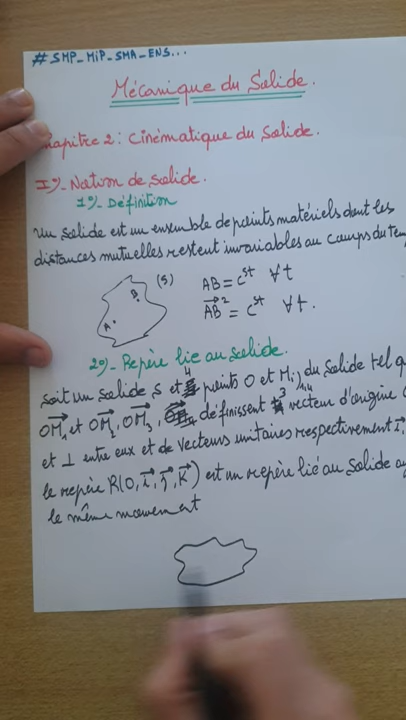 #SMP_MiP_SMA_ENS...
Mécanique du Solide.
Chapitre 2: Cinématique du Solide.
I°)- Notion de solide.
1°)- Définition
Un solide est un ensemble de points matériels dont les
distances mutuelles restent invariables au cours du tem
(S)
B
A
AB = Cst ∀t
AB² = Cst ∀t.
2°)- Repère lié au solide.
soit un solide S et 4 points O et Mi du solide tel q
OM1 et OM2, OM3, définissent 3 vecteur d'origine
et ⊥ entre eux et de vecteurs unitaires respectivement i,
le repère R(O, i, j, k) est un repère lié au Solide a
le même mouvement